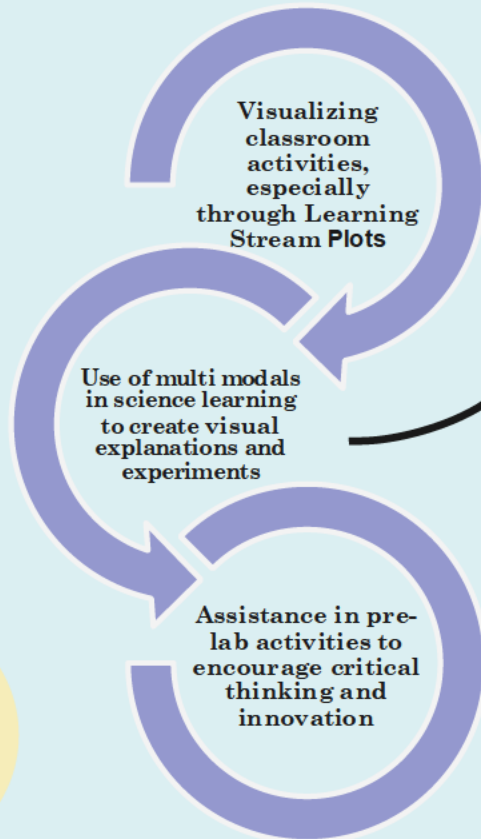 Visualizing
classroom
activities,
especially
through Learning
Stream Plots
Use of multi modals
in science learning
to create visual
explanations and
experiments
Assistance in pre-
lab activities to
encourage critical
thinking and
innovation